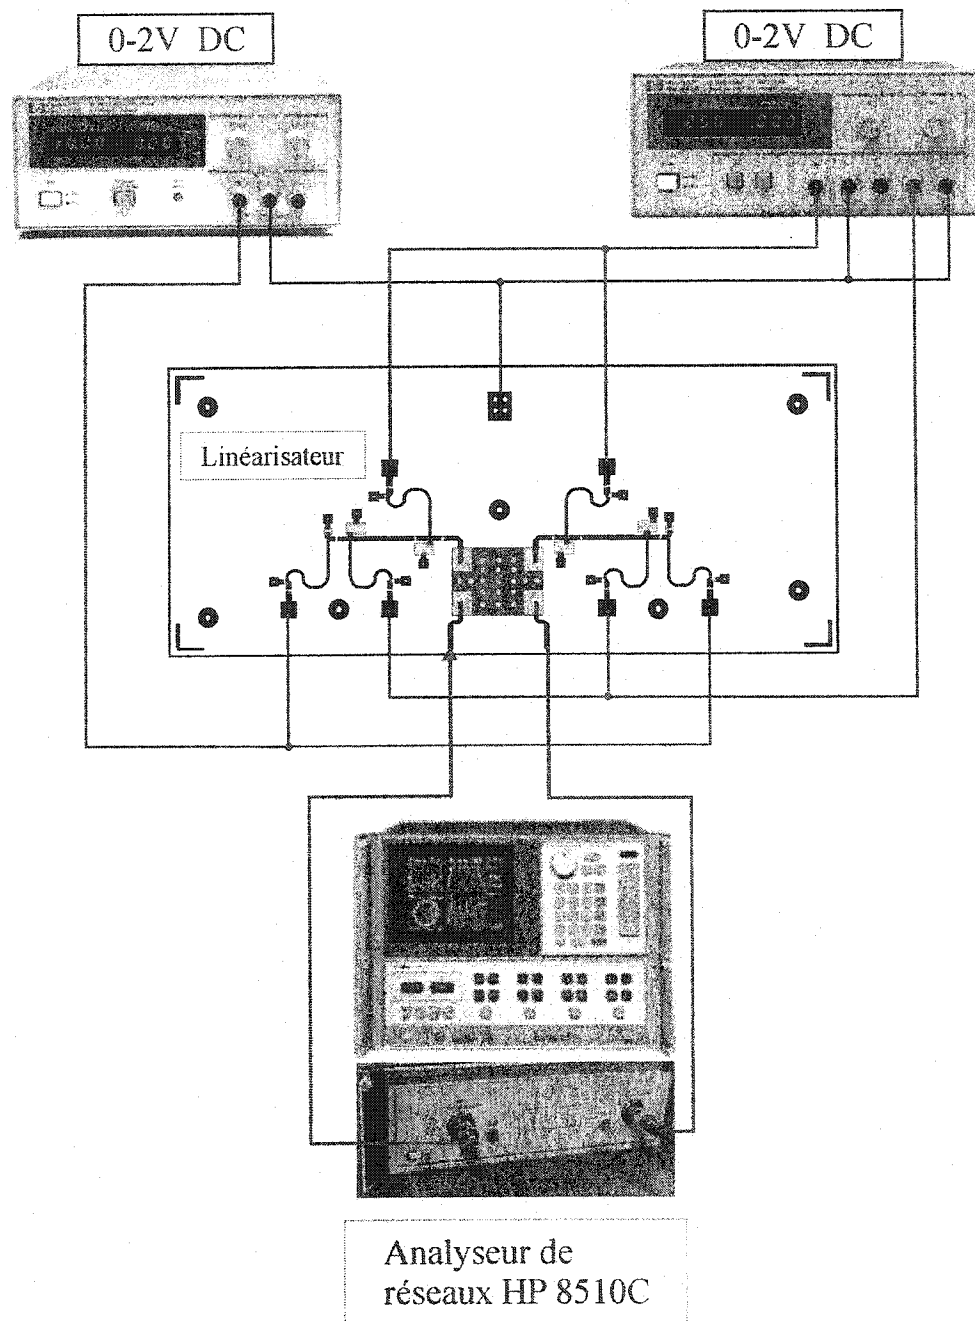 0-2V DC
0-2V DC
Linéarisateur
Analyseur de
réseaux HP 8510C